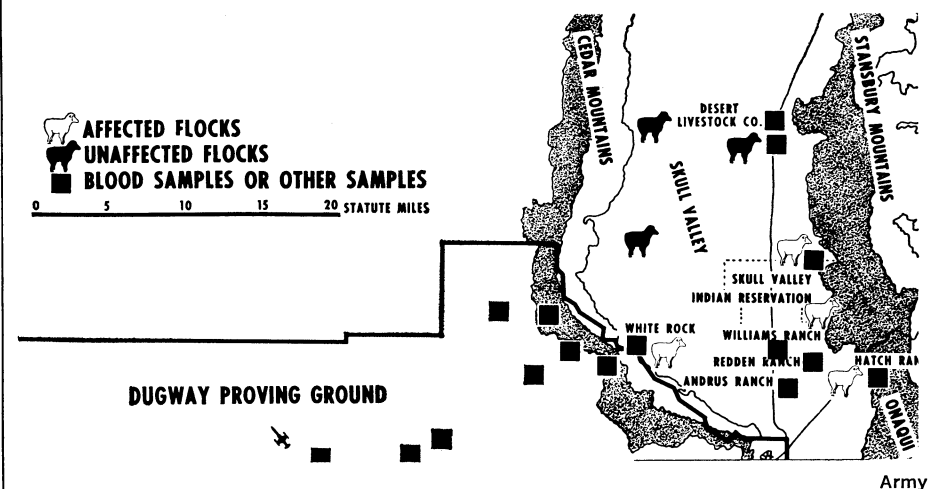 AFFECTED FLOCKS
UNAFFECTED FLOCKS
BLOOD SAMPLES OR OTHER SAMPLES
0 5 10 15 20 STATUTE MILES
CEDAR MOUNTAINS
STANSBURY MOUNTAINS
DESERT
LIVESTOCK CO.
SKULL VALLEY
SKULL VALLEY
INDIAN RESERVATION
WHITE ROCK
WILLIAMS RANCH
REDDEN RANCH
HATCH RAN
ANDRUS RANCH
DUGWAY PROVING GROUND
ONAQUI
Army